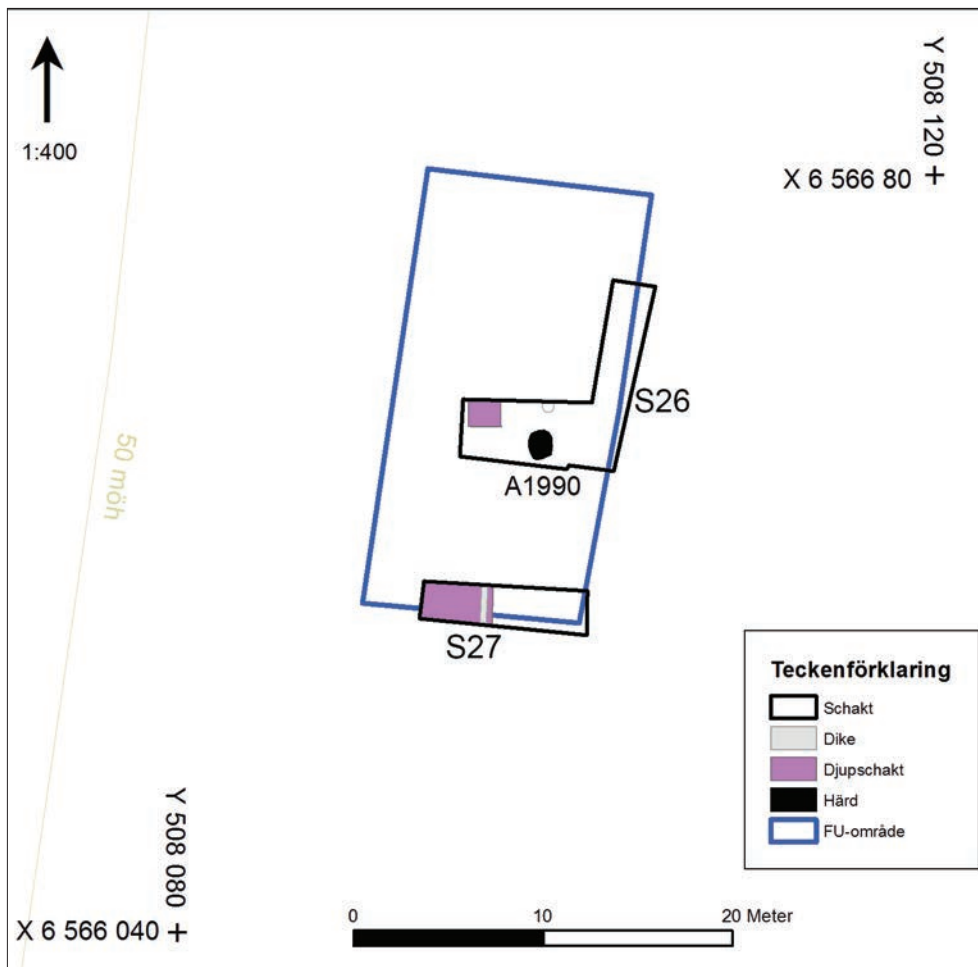 1:400
Y 508 120
X 6 566 80
S26
A1990
50 möh
S27
Teckenförklaring
Schakt
Dike
Djupschakt
Härd
FU-område
Y 508 080
X 6 566 040
0 10 20 Meter